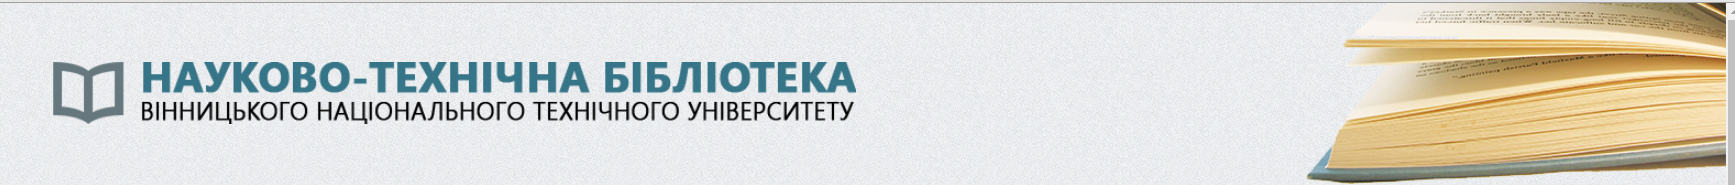 НАУКОВО-ТЕХНІЧНА БІБЛІОТЕКА
ВІННИЦЬКОГО НАЦІОНАЛЬНОГО ТЕХНІЧНОГО УНІВЕРСИТЕТУ